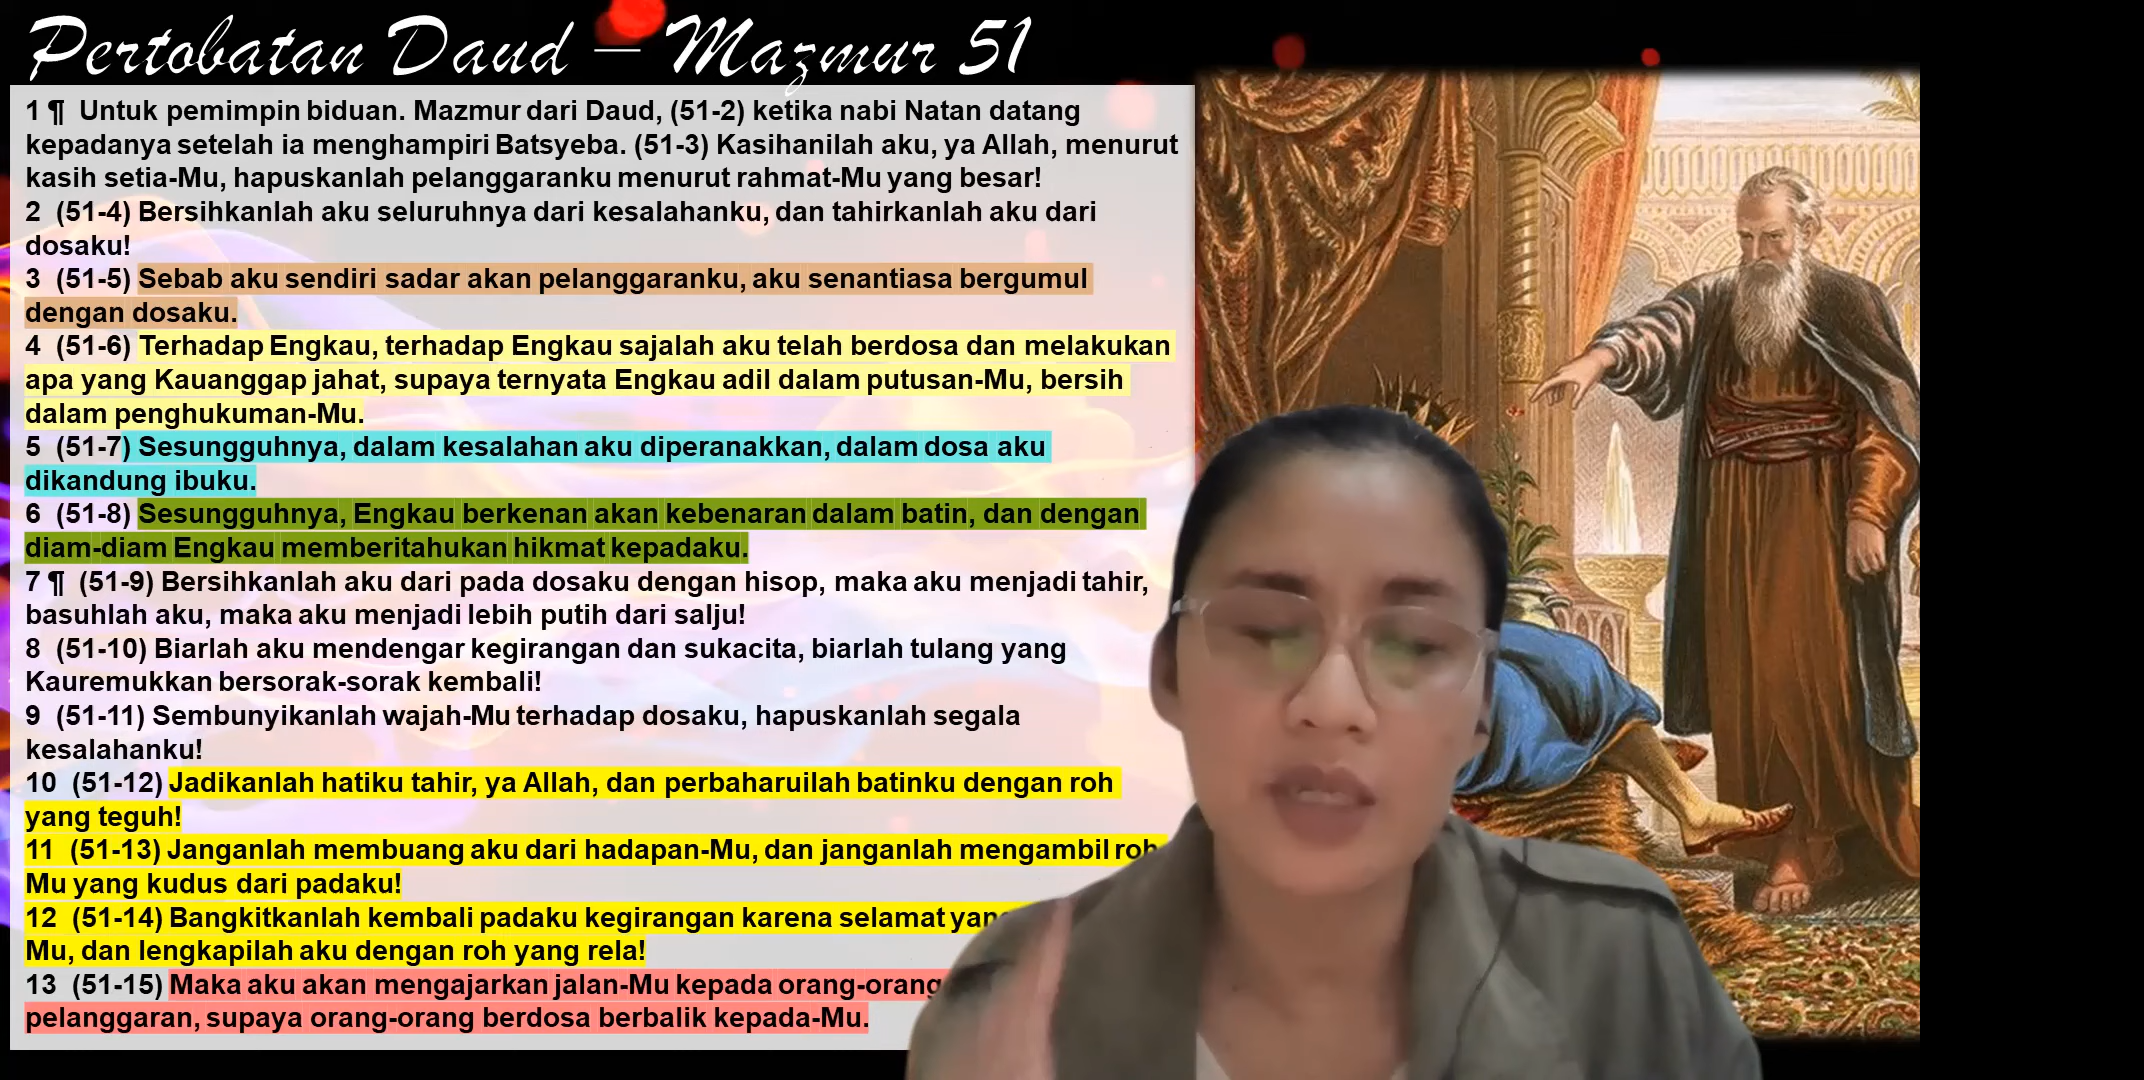 Pertobatan Daud – Mazmur 51
1 ¶ Untuk pemimpin biduan. Mazmur dari Daud, (51-2) ketika nabi Natan datang
kepadanya setelah ia menghampiri Batsyeba. (51-3) Kasihanilah aku, ya Allah, menurut
kasih setia-Mu, hapuskanlah pelanggaranku menurut rahmat-Mu yang besar!
2 (51-4) Bersihkanlah aku seluruhnya dari kesalahanku, dan tahirkanlah aku dari
dosaku!
3 (51-5) Sebab aku sendiri sadar akan pelanggaranku, aku senantiasa bergumul
dengan dosaku.
4 (51-6) Terhadap Engkau, terhadap Engkau sajalah aku telah berdosa dan melakukan
apa yang Kauanggap jahat, supaya ternyata Engkau adil dalam putusan-Mu, bersih
dalam penghukuman-Mu.
5 (51-7) Sesungguhnya, dalam kesalahan aku diperanakkan, dalam dosa aku
dikandung ibuku.
6 (51-8) Sesungguhnya, Engkau berkenan akan kebenaran dalam batin, dan dengan
diam-diam Engkau memberitahukan hikmat kepadaku.
7 ¶ (51-9) Bersihkanlah aku dari pada dosaku dengan hisop, maka aku menjadi tahir,
basuhlah aku, maka aku menjadi lebih putih dari salju!
8 (51-10) Biarlah aku mendengar kegirangan dan sukacita, biarlah tulang yang
Kauremukkan bersorak-sorak kembali!
9 (51-11) Sembunyikanlah wajah-Mu terhadap dosaku, hapuskanlah segala
kesalahanku!
10 (51-12) Jadikanlah hatiku tahir, ya Allah, dan perbaharuilah batinku dengan roh
yang teguh!
11 (51-13) Janganlah membuang aku dari hadapan-Mu, dan janganlah mengambil roh
Mu yang kudus dari padaku!
12 (51-14) Bangkitkanlah kembali padaku kegirangan karena selamat yang
Mu, dan lengkapilah aku dengan roh yang rela!
13 (51-15) Maka aku akan mengajarkan jalan-Mu kepada orang-orang
pelanggaran, supaya orang-orang berdosa berbalik kepada-Mu.